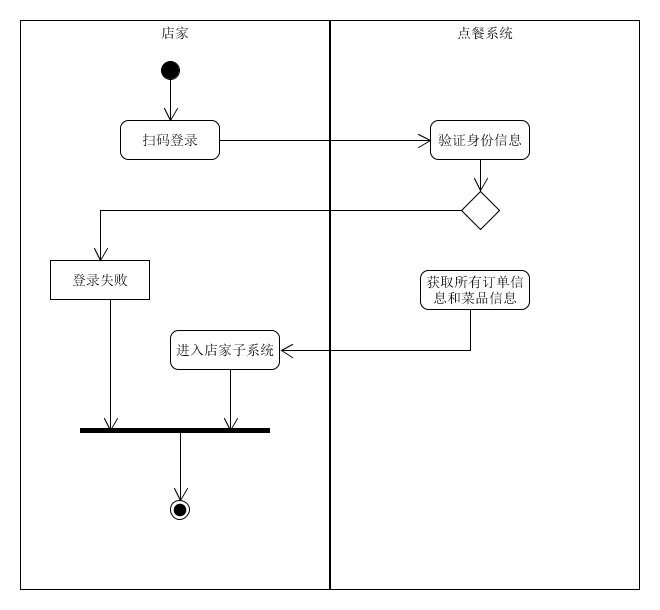 店家
点餐系统
扫码登录
验证身份信息
登录失败
获取所有订单信
息和菜品信息
进入店家子系统